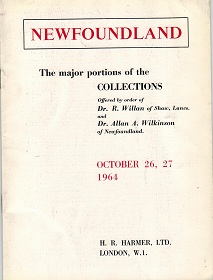 NEWFOUNDLAND
The major portions of the
COLLECTIONS
Offered by order of
Dr. R. Willan of Shaw, Lancs.
and
Dr. Allan A. Wilkinson
of Newfoundland.
OCTOBER 26, 27
1964
H. R. HARMER, LTD.
LONDON, W.1.